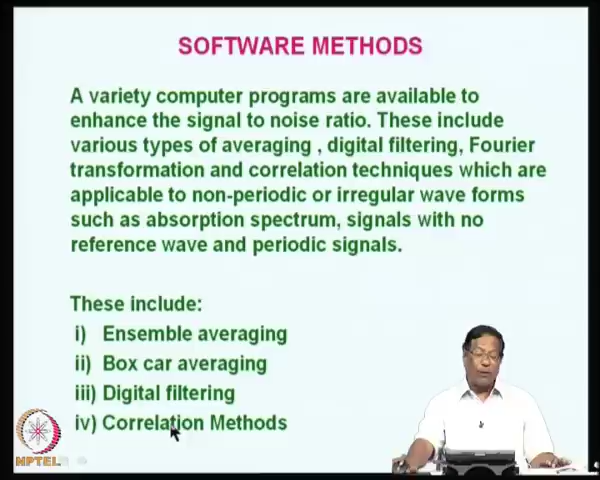 SOFTWARE METHODS
A variety computer programs are available to
enhance the signal to noise ratio. These include
various types of averaging , digital filtering, Fourier
transformation and correlation techniques which are
applicable to non-periodic or irregular wave forms
such as absorption spectrum, signals with no
reference wave and periodic signals.
These include:
i) Ensemble averaging
ii) Box car averaging
iii) Digital filtering
iv) Correlation Methods
NPTEL